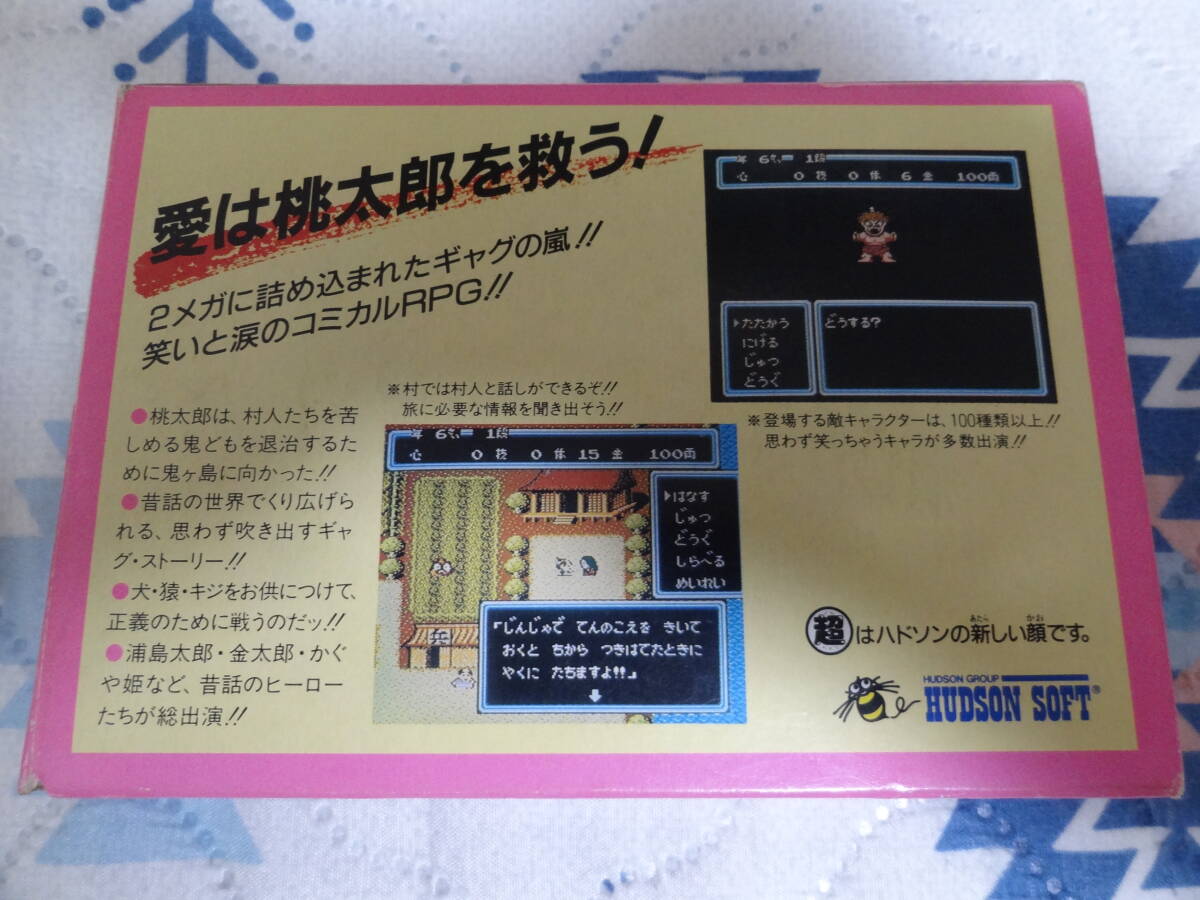 愛は桃太郎を救う!
2メガに詰め込まれたギャグの嵐!!
笑いと涙のコミカルRPG!!
●桃太郎は、村人たちを苦
しめる鬼どもを退治するた
めに鬼ヶ島に向かった!!
●昔話の世界でくり広げら
れる、思わず吹き出すギャ
グ・ストーリー!!
●犬・猿・キジをお供につけて、
正義のために戦うのだッ!!
●浦島太郎・金太郎・かぐ
や姫など、昔話のヒーロー
たちが総出演!!
※村では村人と話しができるぞ!!
旅に必要な情報を聞き出そう!!
心 0 技 0 体 15 金 100両
▶はなす
じゅつ
どうぐ
しらべる
めいれい
兵
「じんじゃで てんのこえを きいて
おくと ちから つきはてたときに
やくに たちますよ!!」
心 0 技 0 体 6 金 100両
▶たたかう
にげる
じゅつ
どうぐ
どうする?
※登場する敵キャラクターは、100種類以上!!
思わず笑っちゃうキャラが多数出演!!
あたら かお
超はハドソンの新しい顔です。
HUDSON GROUP
HUDSON SOFT®